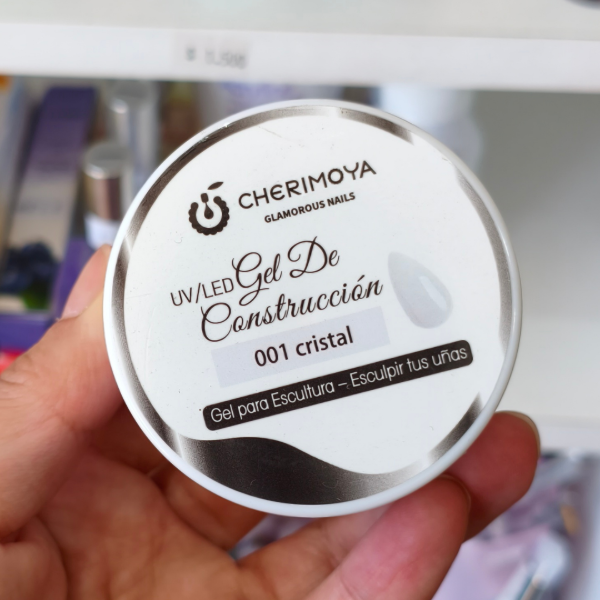 CHERIMOYA
GLAMOROUS NAILS
UV/LED Gel De
Construcción
001 cristal
Gel para Escultura – Esculpir tus uñas